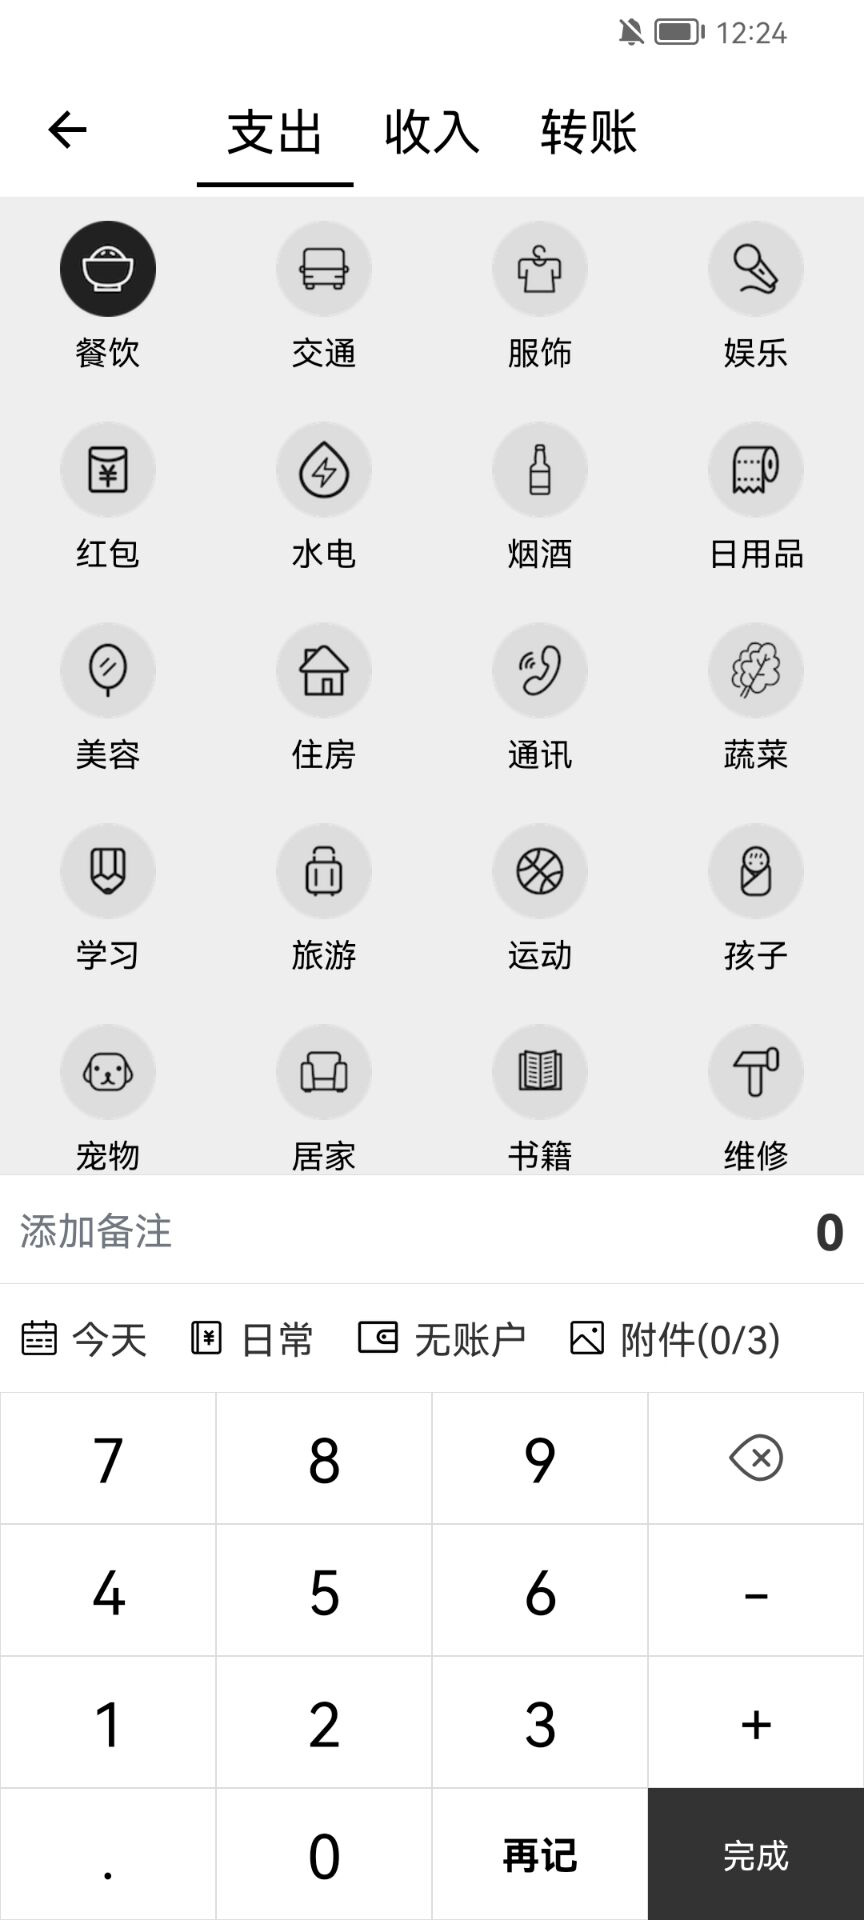 12:24
支出 收入 转账
餐饮 交通 服饰 娱乐
红包 水电 烟酒 日用品
美容 住房 通讯 蔬菜
学习 旅游 运动 孩子
宠物 居家 书籍 维修
添加备注 0
今天 日常 无账户 附件(0/3)
7 8 9
4 5 6 -
1 2 3 +
. 0 再记 完成